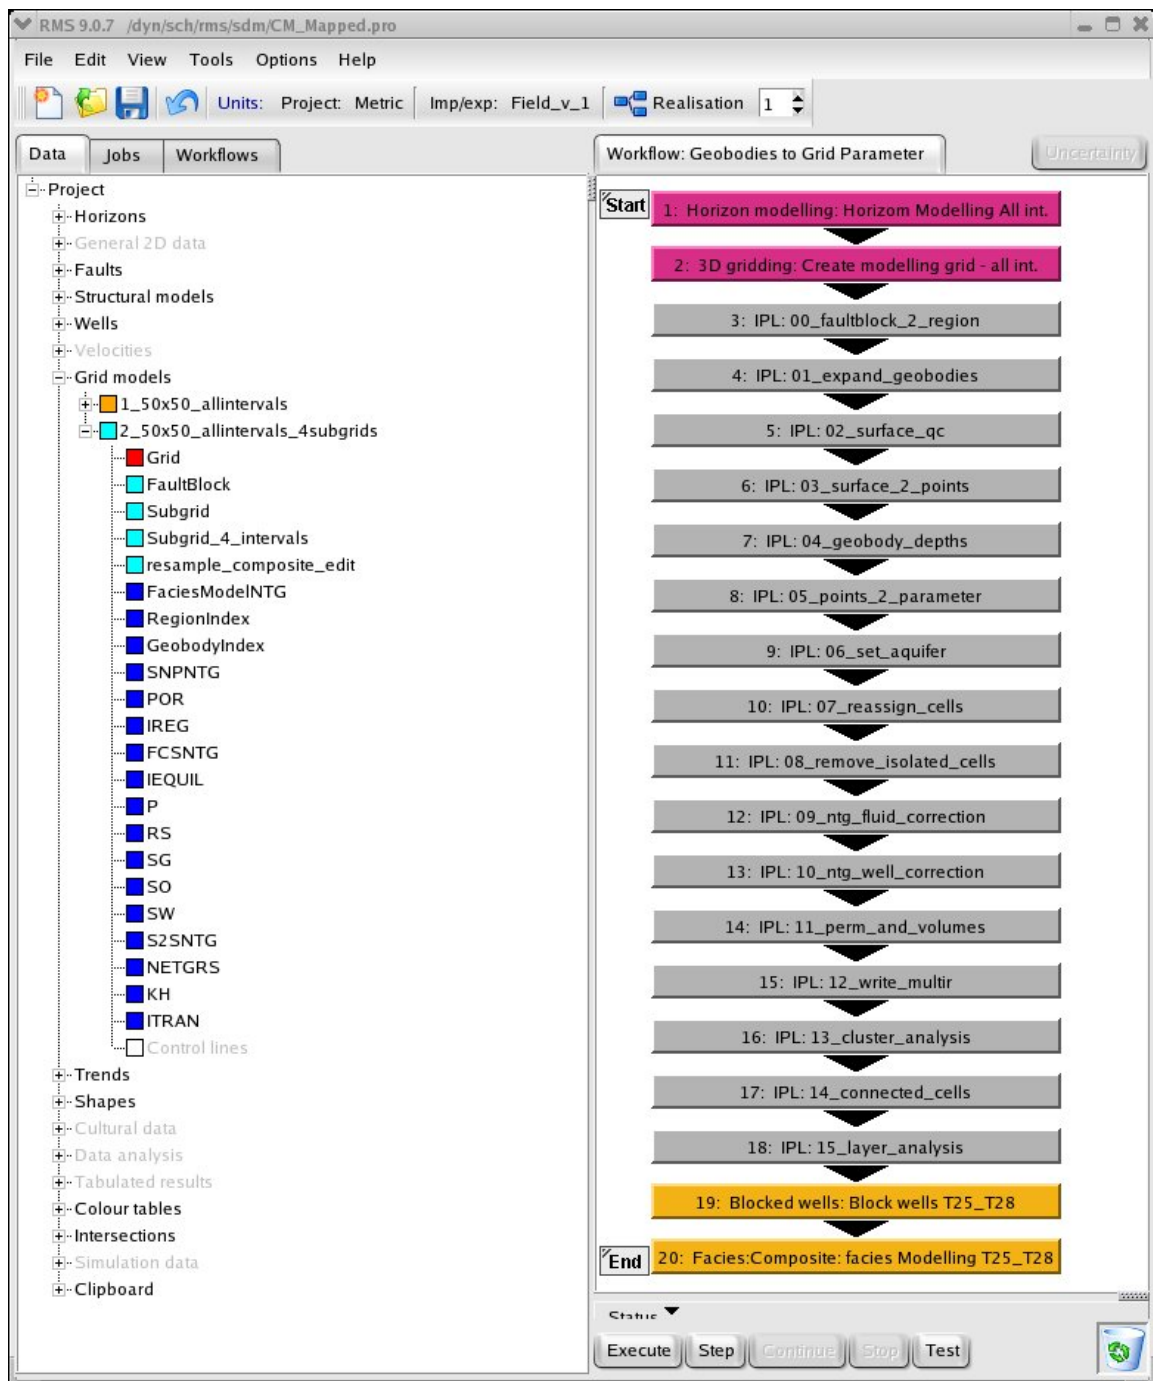 RMS 9.0.7 /dyn/sch/rms/sdm/CM_Mapped.pro
File Edit View Tools Options Help
Units: Project: Metric Imp/exp: Field_v_1 Realisation 1
Data Jobs Workflows
Project
Horizons
General 2D data
Faults
Structural models
Wells
Velocities
Grid models
1_50x50_allintervals
2_50x50_allintervals_4subgrids
Grid
FaultBlock
Subgrid
Subgrid_4_intervals
resample_composite_edit
FaciesModelNTG
RegionIndex
GeobodyIndex
SNPNTG
POR
IREG
FCSNTG
IEQUIL
P
RS
SG
SO
SW
S2SNTG
NETGRS
KH
ITRAN
Control lines
Trends
Shapes
Cultural data
Data analysis
Tabulated results
Colour tables
Intersections
Simulation data
Clipboard
Workflow: Geobodies to Grid Parameter Uncertainty
Start
1: Horizon modelling: Horizom Modelling All int.
2: 3D gridding: Create modelling grid - all int.
3: IPL: 00_faultblock_2_region
4: IPL: 01_expand_geobodies
5: IPL: 02_surface_qc
6: IPL: 03_surface_2_points
7: IPL: 04_geobody_depths
8: IPL: 05_points_2_parameter
9: IPL: 06_set_aquifer
10: IPL: 07_reassign_cells
11: IPL: 08_remove_isolated_cells
12: IPL: 09_ntg_fluid_correction
13: IPL: 10_ntg_well_correction
14: IPL: 11_perm_and_volumes
15: IPL: 12_write_multir
16: IPL: 13_cluster_analysis
17: IPL: 14_connected_cells
18: IPL: 15_layer_analysis
19: Blocked wells: Block wells T25_T28
End
20: Facies:Composite: facies Modelling T25_T28
Status
Execute Step Continue Stop Test